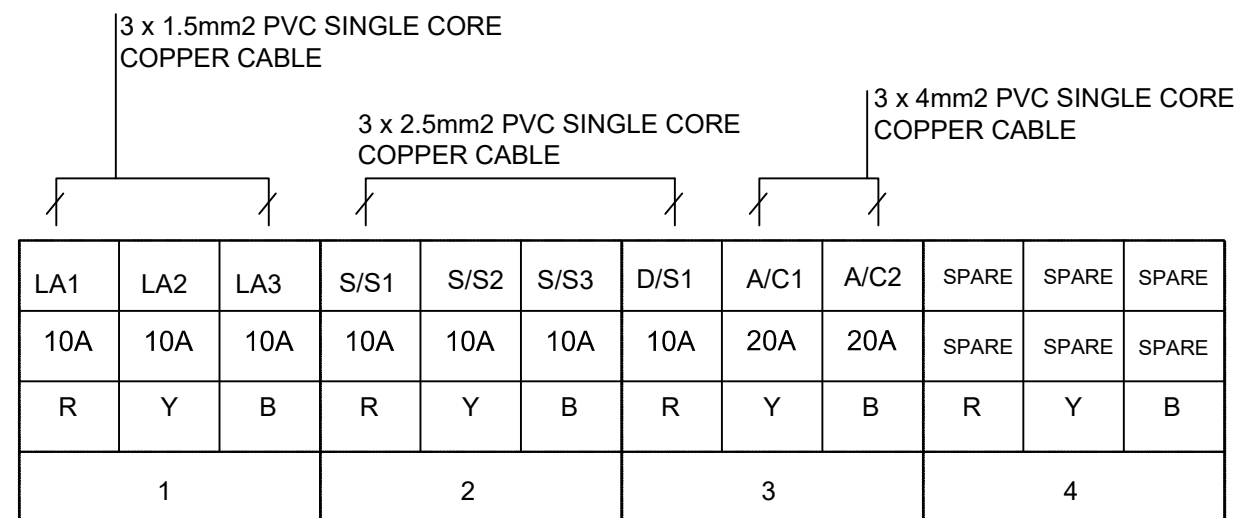 3 x 1.5mm2 PVC SINGLE CORE
COPPER CABLE
3 x 4mm2 PVC SINGLE CORE
COPPER CABLE
3 x 2.5mm2 PVC SINGLE CORE
COPPER CABLE
LA1 LA2 LA3 S/S1 S/S2 S/S3 D/S1 A/C1 A/C2 SPARE SPARE SPARE
10A 10A 10A 10A 10A 10A 10A 20A 20A SPARE SPARE SPARE
R Y B R Y B R Y B R Y B
1 2 3 4